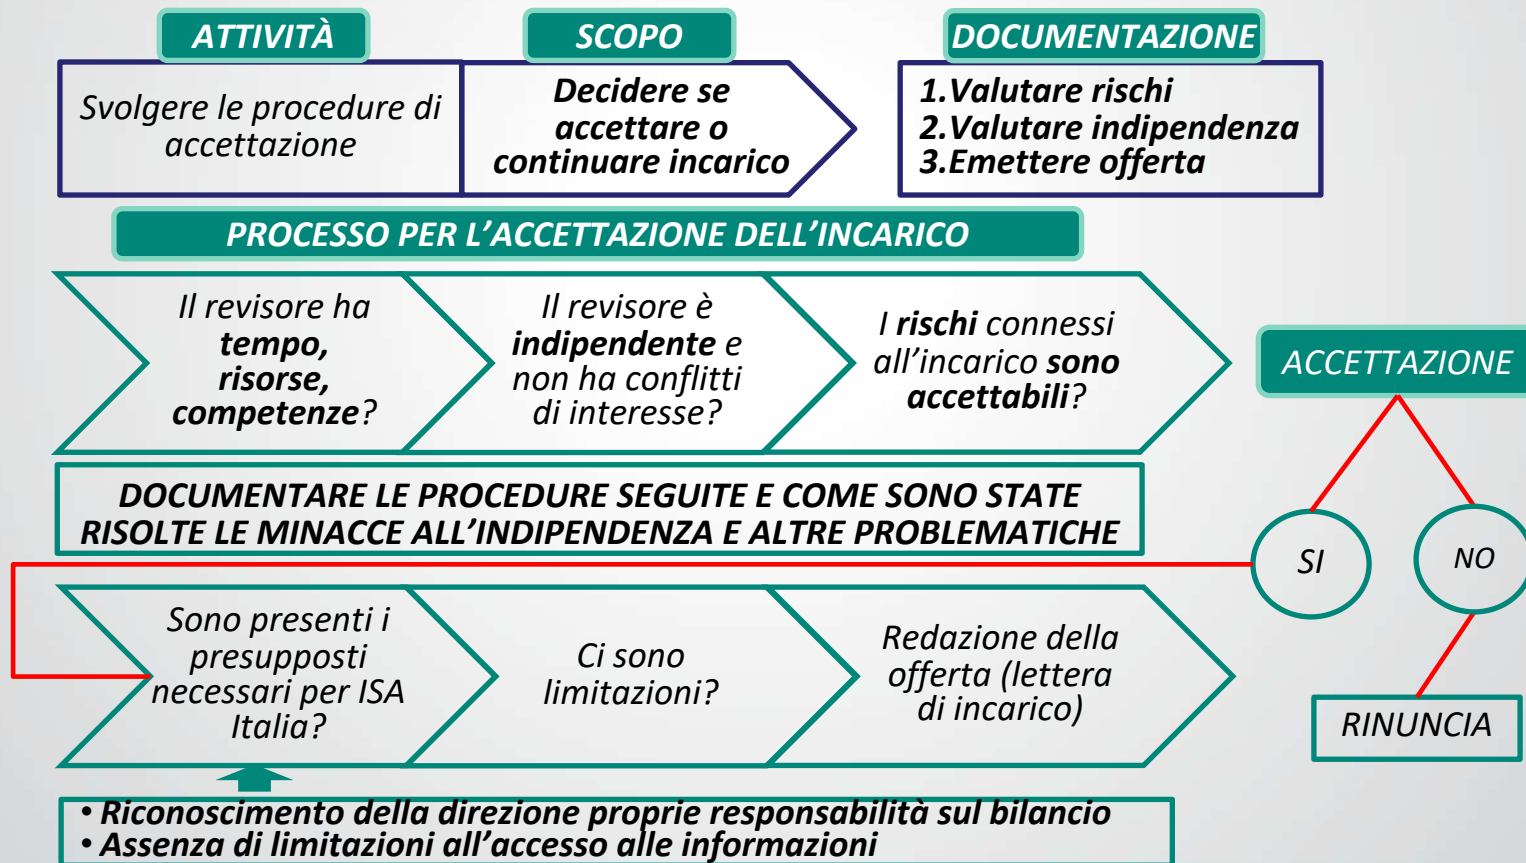 ATTIVITÀ
SCOPO
DOCUMENTAZIONE
Svolgere le procedure di
accettazione
Decidere se
accettare o
continuare incarico
1.Valutare rischi
2.Valutare indipendenza
3.Emettere offerta
PROCESSO PER L’ACCETTAZIONE DELL’INCARICO
Il revisore ha
tempo,
risorse,
competenze?
Il revisore è
indipendente e
non ha conflitti
di interesse?
I rischi connessi
all’incarico sono
accettabili?
ACCETTAZIONE
DOCUMENTARE LE PROCEDURE SEGUITE E COME SONO STATE
RISOLTE LE MINACCE ALL’INDIPENDENZA E ALTRE PROBLEMATICHE
SI
NO
Sono presenti i
presupposti
necessari per ISA
Italia?
Ci sono
limitazioni?
Redazione della
offerta (lettera
di incarico)
RINUNCIA
• Riconoscimento della direzione proprie responsabilità sul bilancio
• Assenza di limitazioni all’accesso alle informazioni